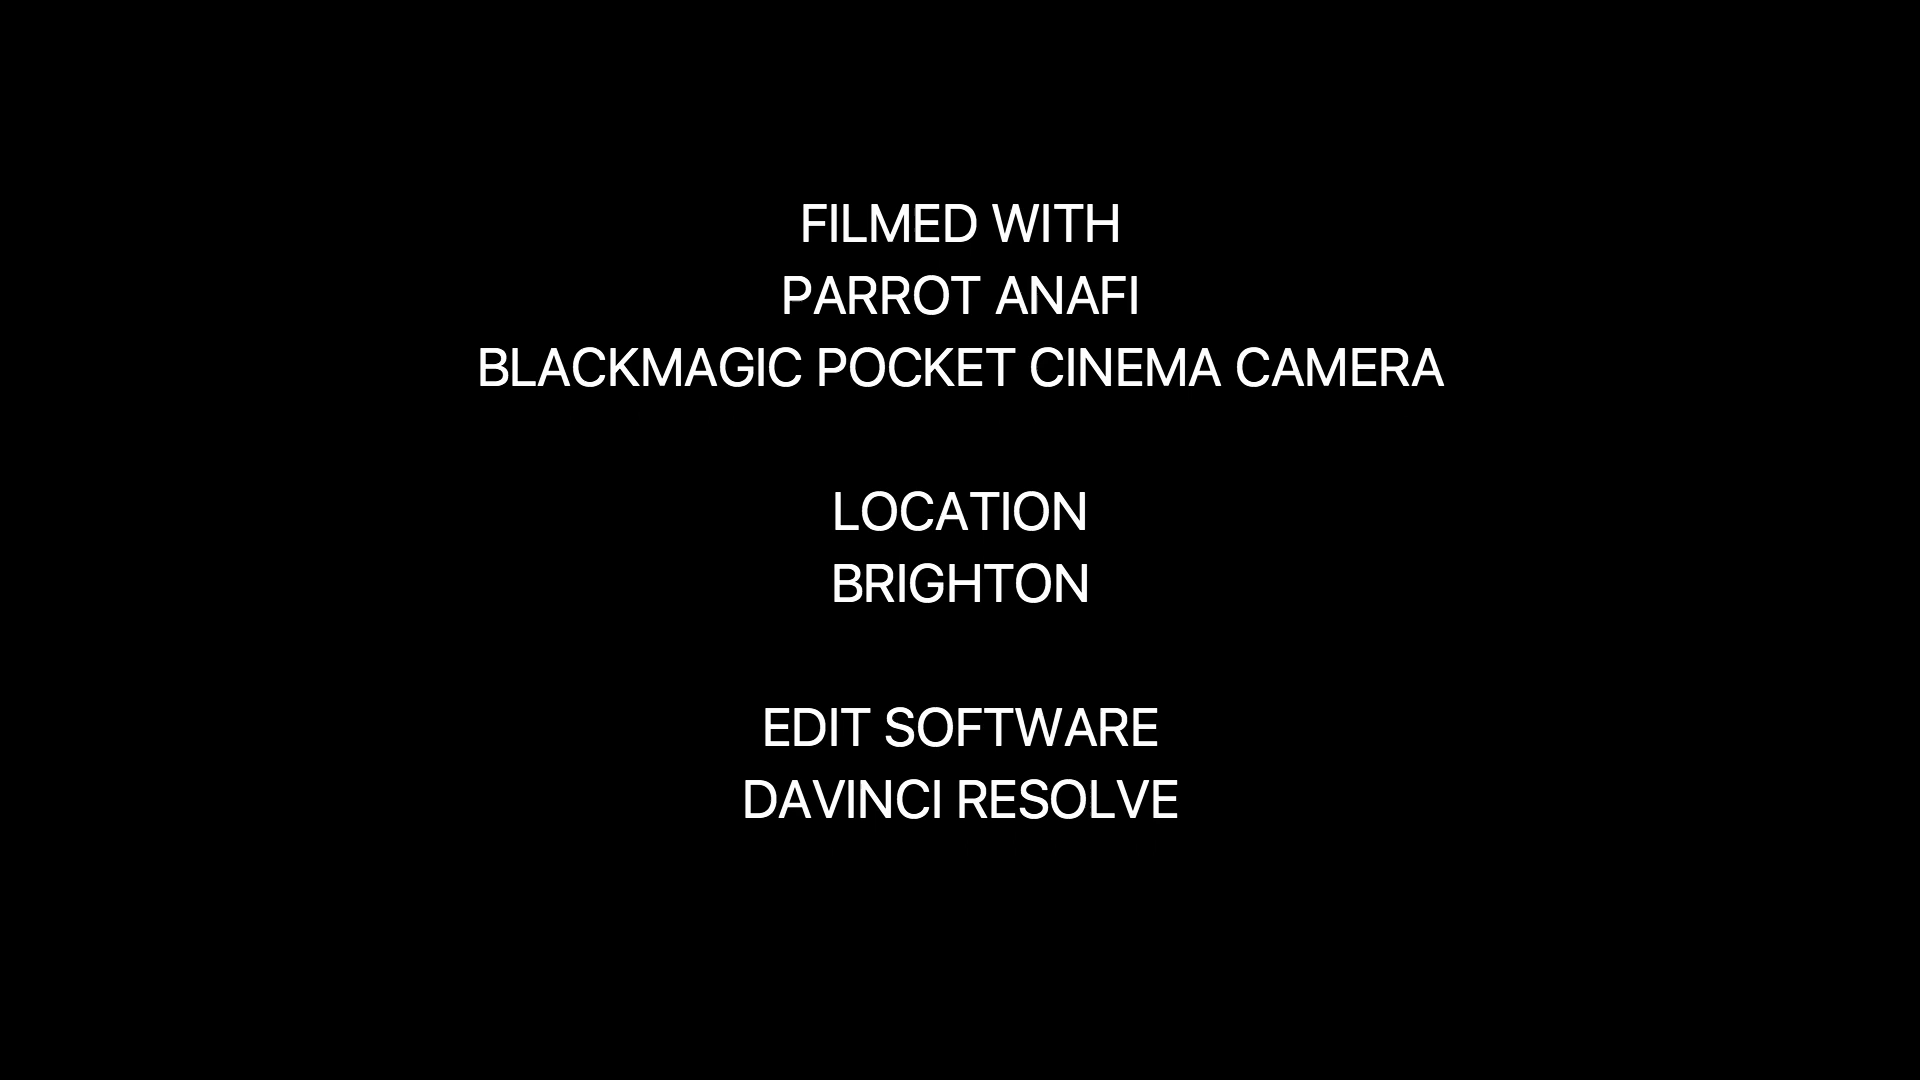 FILMED WITH
PARROT ANAFI
BLACKMAGIC POCKET CINEMA CAMERA
LOCATION
BRIGHTON
EDIT SOFTWARE
DAVINCI RESOLVE